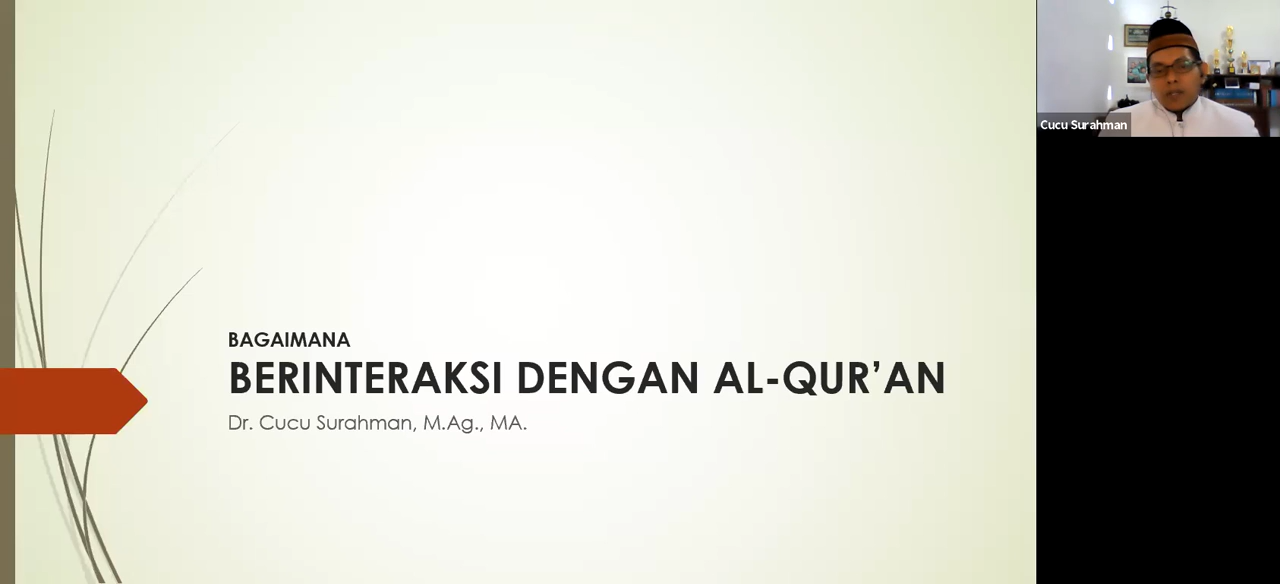 BAGAIMANA
BERINTERAKSI DENGAN AL-QUR’AN
Dr. Cucu Surahman, M.Ag., MA.
Cucu Surahman